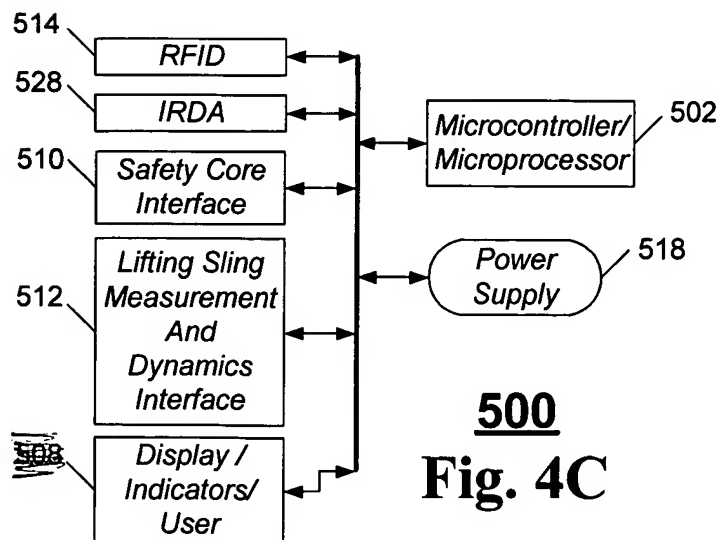 514
RFID
528
IRDA
510
Safety Core
Interface
512
Lifting Sling
Measurement
And
Dynamics
Interface
508
Display /
Indicators/
User
Microcontroller/
Microprocessor
502
Power
Supply
518
500
Fig. 4C